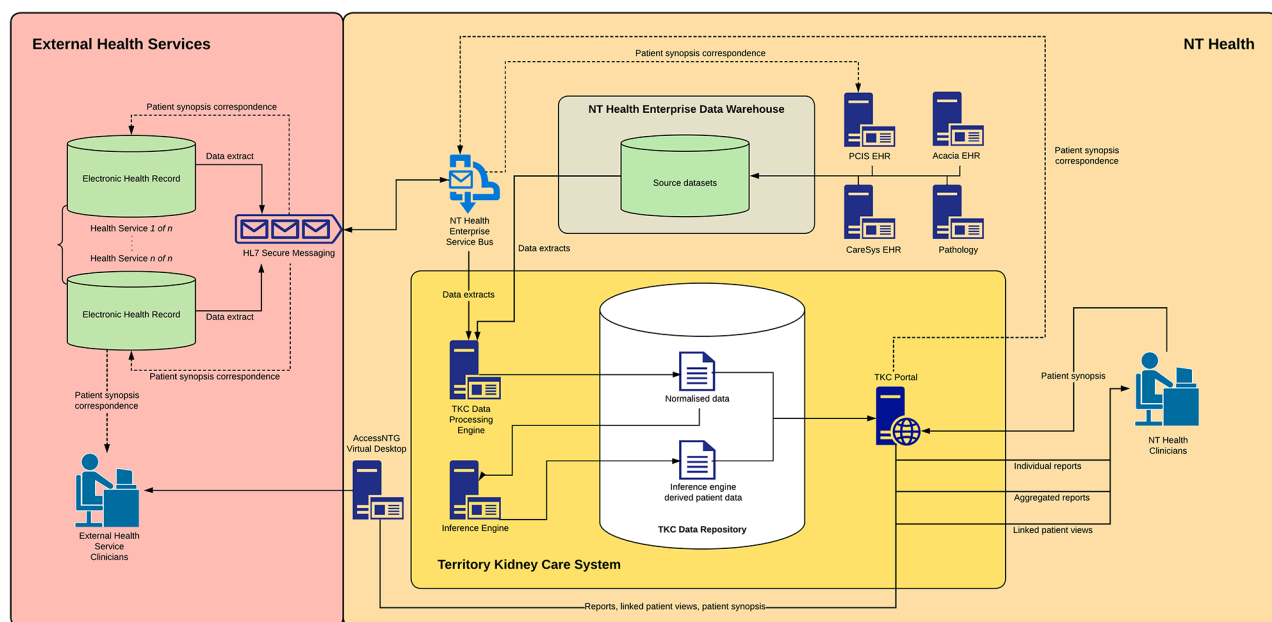 External Health Services
NT Health
Patient synopsis correspondence
NT Health Enterprise Data Warehouse
Patient synopsis correspondence
Data extract
Electronic Health Record
Source datasets
PCIS EHR
Acacia EHR
Patient synopsis
correspondence
Health Service 1 of n
Health Service n of n
HL7 Secure Messaging
NT Health
Enterprise
Service Bus
Data extracts
CareSys EHR
Pathology
Electronic Health Record
Data extract
Data extracts
Patient synopsis correspondence
Patient synopsis
correspondence
TKC Data
Processing
Engine
Normalised data
TKC Portal
Patient synopsis
NT Health
Clinicians
AccessNTG
Virtual Desktop
Individual reports
Aggregated reports
Linked patient views
Inference engine
derived patient data
Inference Engine
TKC Data Repository
External Health
Service
Clinicians
Territory Kidney Care System
Reports, linked patient views, patient synopsis